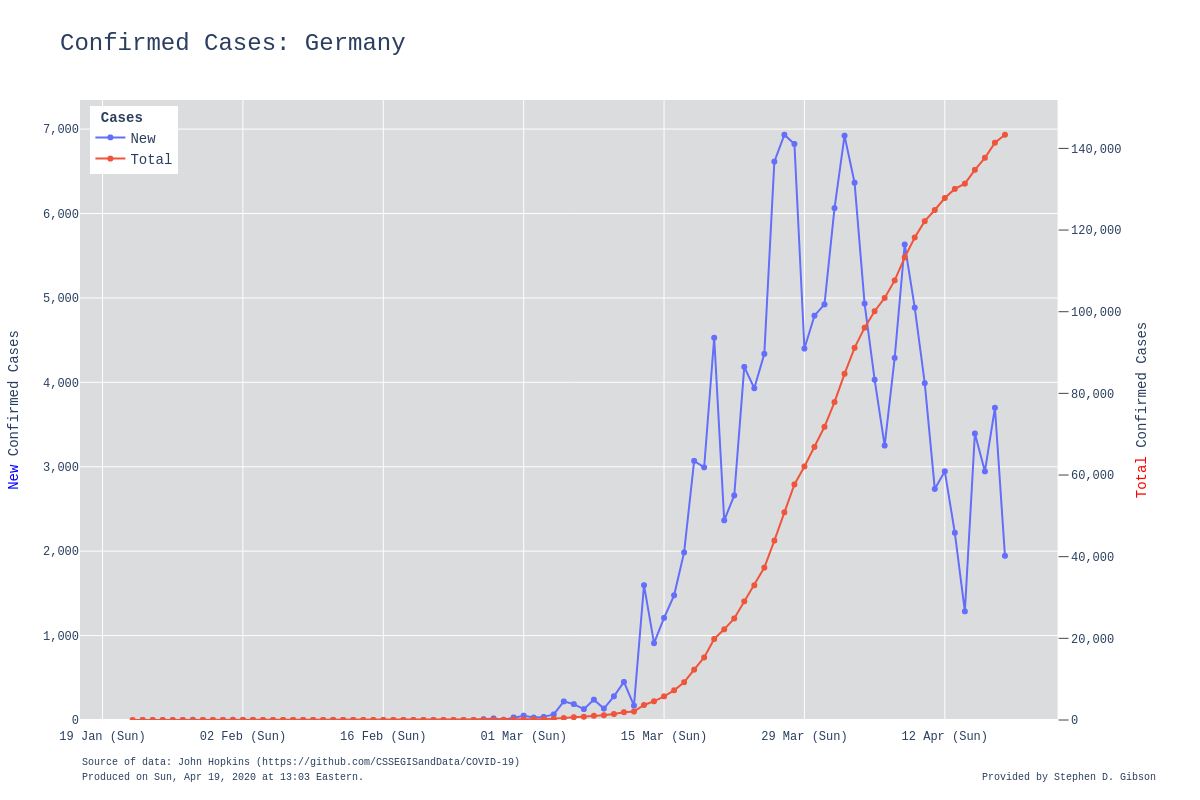 Confirmed Cases: Germany
Cases
New
Total
7,000
6,000
5,000
4,000
3,000
2,000
1,000
0
140,000
120,000
100,000
80,000
60,000
40,000
20,000
0
New Confirmed Cases
Total Confirmed Cases
19 Jan (Sun) 02 Feb (Sun) 16 Feb (Sun) 01 Mar (Sun) 15 Mar (Sun) 29 Mar (Sun) 12 Apr (Sun)
Source of data: John Hopkins (https://github.com/CSSEGISandData/COVID-19)
Produced on Sun, Apr 19, 2020 at 13:03 Eastern.
Provided by Stephen D. Gibson